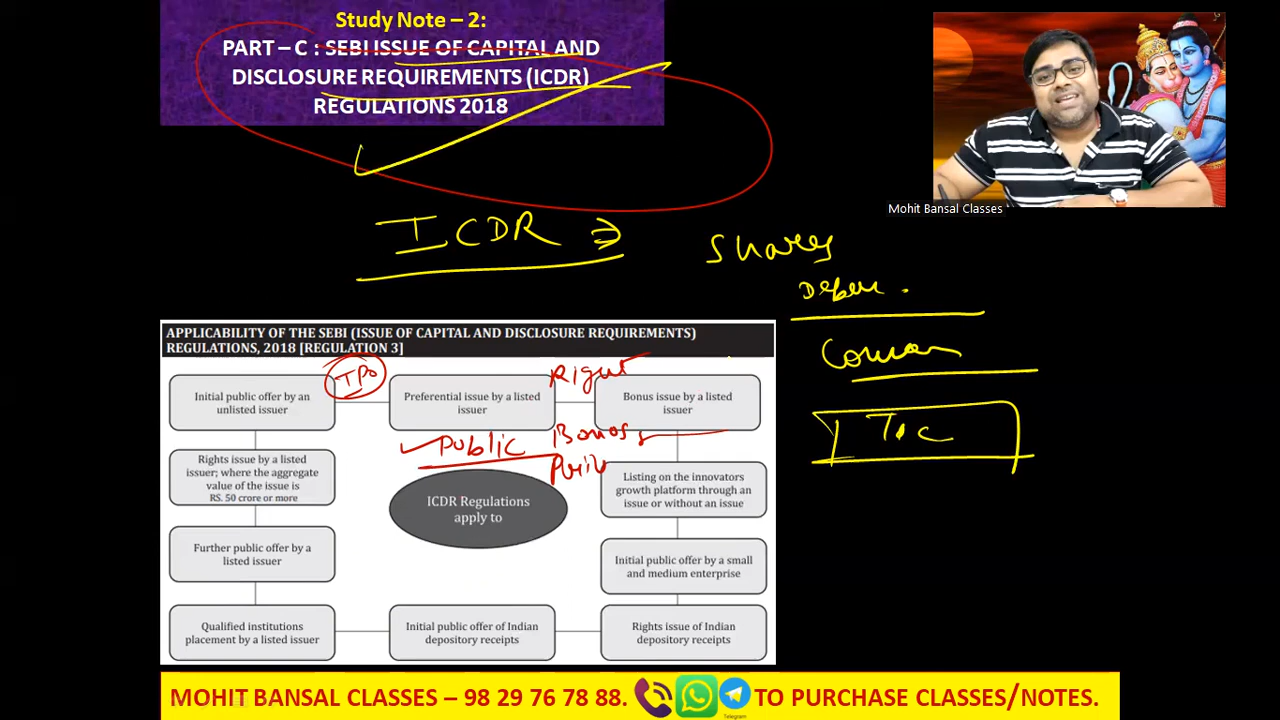 Study Note – 2:
PART – C : SEBI ISSUE OF CAPITAL AND
DISCLOSURE REQUIREMENTS (ICDR)
REGULATIONS 2018
Mohit Bansal Classes
ICDR
Shares
APPLICABILITY OF THE SEBI (ISSUE OF CAPITAL AND DISCLOSURE REQUIREMENTS)
REGULATIONS, 2018 [REGULATION 3]
IPO
Right
Initial public offer by an
unlisted issuer
Preferential issue by a listed
issuer
Bonus issue by a listed
issuer
Public
Bonus
Rights issue by a listed
issuer; where the aggregate
value of the issue is
RS. 50 crore or more
ICDR Regulations
apply to
Listing on the innovators
growth platform through an
issue or without an issue
Further public offer by a
listed issuer
Initial public offer by a small
and medium enterprise
Qualified institutions
placement by a listed issuer
Initial public offer of Indian
depository receipts
Rights issue of Indian
depository receipts
MOHIT BANSAL CLASSES – 98 29 76 78 88. TO PURCHASE CLASSES/NOTES.
Telegram